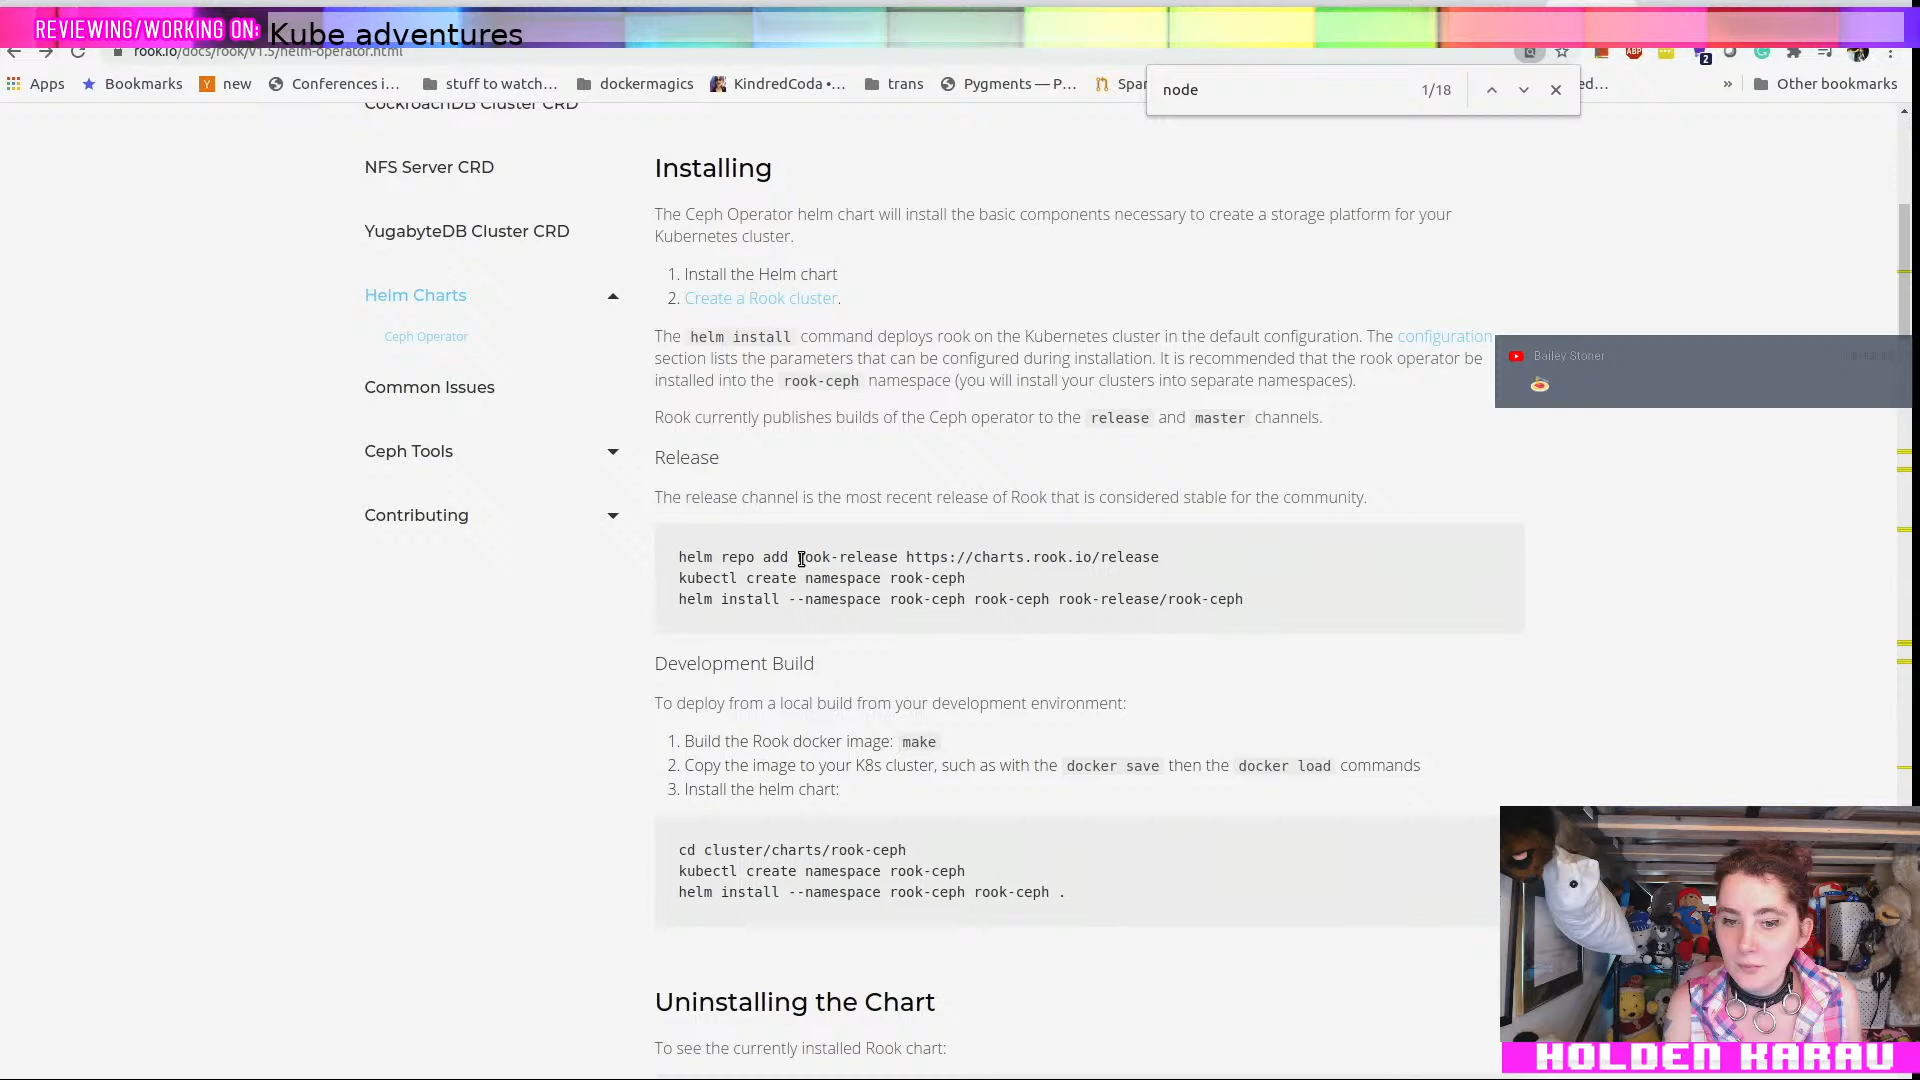 REVIEWING/WORKING ON: Kube adventures
rook.io/docs/rook/v1.5/helm-operator.html
Apps Bookmarks new Conferences i... stuff to watch... dockermagics KindredCoda •... trans Pygments — P... Spar ed... » Other bookmarks
node 1/18
CockroachDB Cluster CRD
NFS Server CRD
YugabyteDB Cluster CRD
Helm Charts
Ceph Operator
Common Issues
Ceph Tools
Contributing
Installing
The Ceph Operator helm chart will install the basic components necessary to create a storage platform for your
Kubernetes cluster.
1. Install the Helm chart
2. Create a Rook cluster.
The helm install command deploys rook on the Kubernetes cluster in the default configuration. The configuration
section lists the parameters that can be configured during installation. It is recommended that the rook operator be
installed into the rook-ceph namespace (you will install your clusters into separate namespaces).
Rook currently publishes builds of the Ceph operator to the release and master channels.
Release
The release channel is the most recent release of Rook that is considered stable for the community.
helm repo add rook-release https://charts.rook.io/release
kubectl create namespace rook-ceph
helm install --namespace rook-ceph rook-ceph rook-release/rook-ceph
Development Build
To deploy from a local build from your development environment:
1. Build the Rook docker image: make
2. Copy the image to your K8s cluster, such as with the docker save then the docker load commands
3. Install the helm chart:
cd cluster/charts/rook-ceph
kubectl create namespace rook-ceph
helm install --namespace rook-ceph rook-ceph .
Uninstalling the Chart
To see the currently installed Rook chart:
Bailey Stoner
HOLDEN KARAU